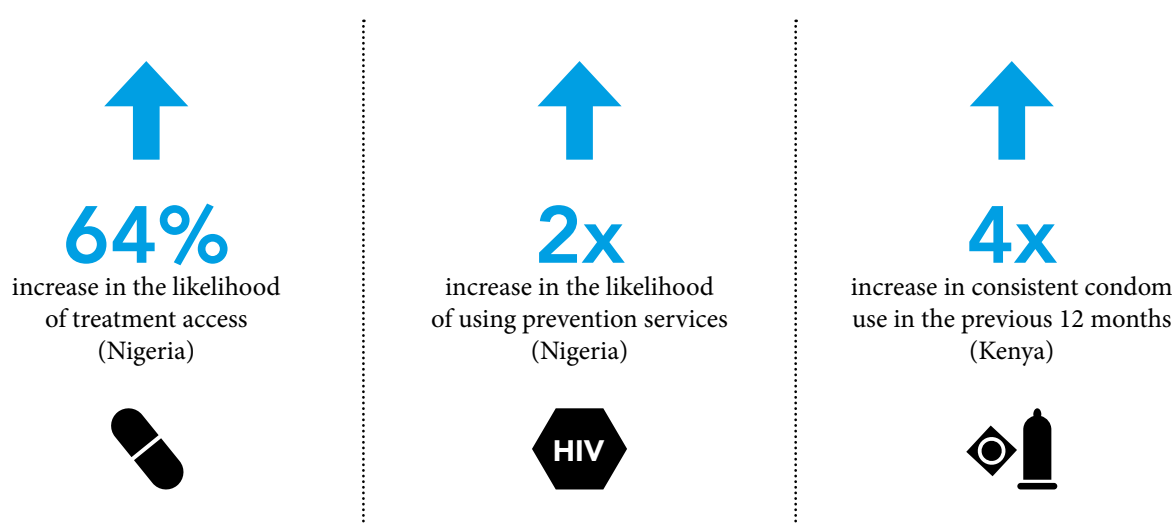 64%
increase in the likelihood
of treatment access
(Nigeria)
2x
increase in the likelihood
of using prevention services
(Nigeria)
HIV
4x
increase in consistent condom
use in the previous 12 months
(Kenya)